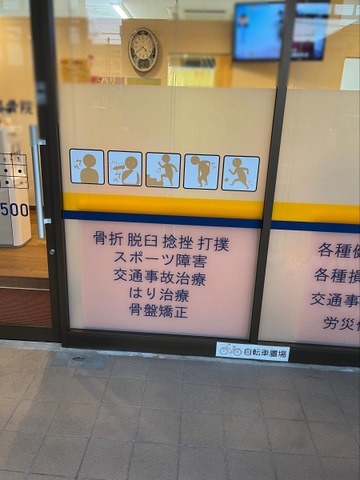 院
500
骨折 脱臼 捻挫 打撲
スポーツ障害
交通事故治療
はり治療
骨盤矯正
各種
各種損
交通事
労災
自転車置場